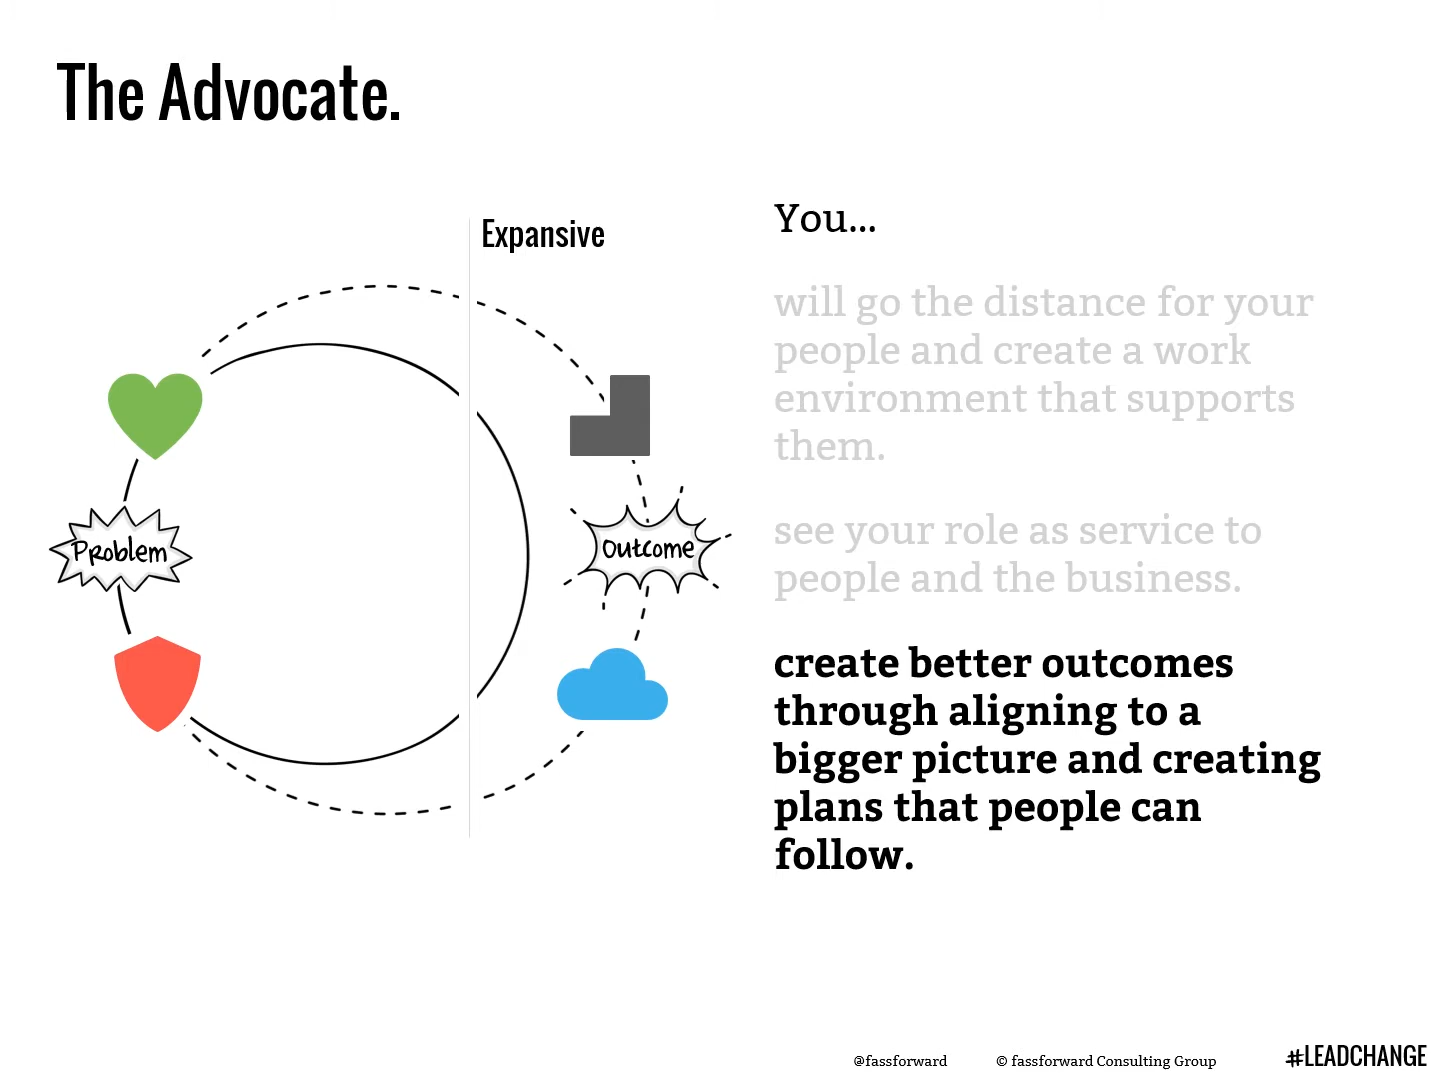 The Advocate.
Expansive
Problem
Outcome
You...
will go the distance for your
people and create a work
environment that supports
them.
see your role as service to
people and the business.
create better outcomes
through aligning to a
bigger picture and creating
plans that people can
follow.
@fassforward
© fassforward Consulting Group
#LEADCHANGE